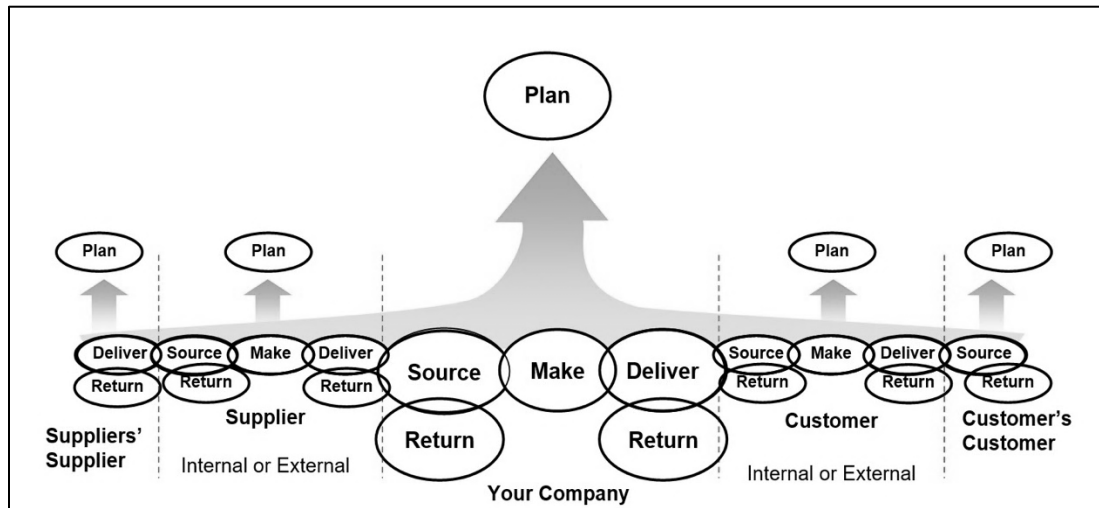 Plan
Plan
Plan
Plan
Plan
Deliver
Source
Make
Deliver
Source
Make
Deliver
Source
Make
Deliver
Source
Return
Return
Return
Return
Return
Return
Return
Return
Suppliers’
Supplier
Supplier
Internal or External
Your Company
Customer
Internal or External
Customer’s
Customer